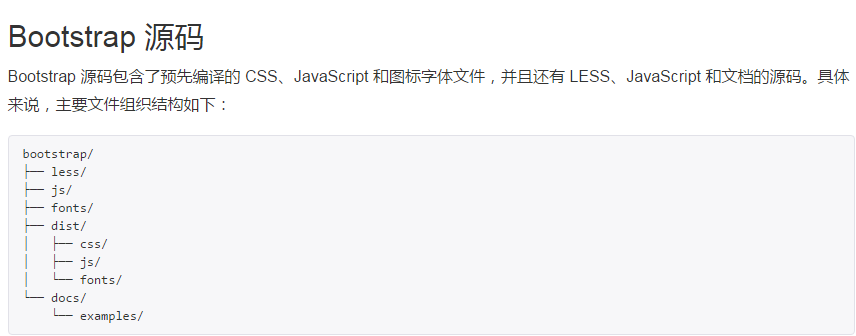 Bootstrap 源码
Bootstrap 源码包含了预先编译的 CSS、JavaScript 和图标字体文件，并且还有 LESS、JavaScript 和文档的源码。具体
来说，主要文件组织结构如下：
bootstrap/
├── less/
├── js/
├── fonts/
├── dist/
│   ├── css/
│   ├── js/
│   └── fonts/
└── docs/
    └── examples/